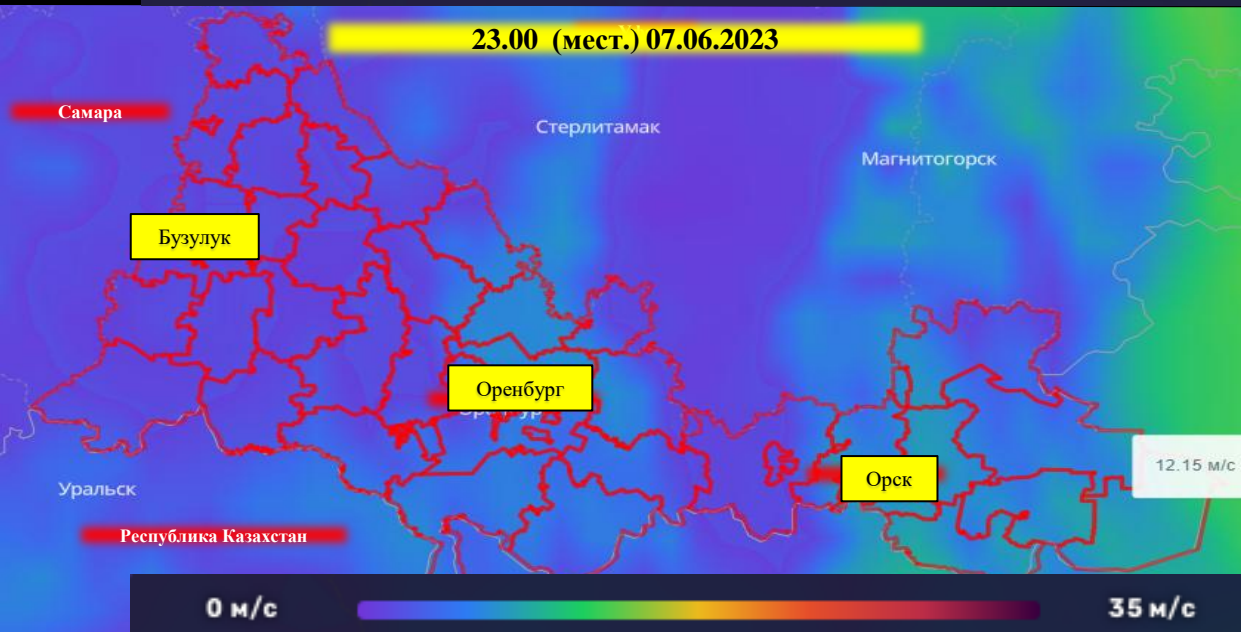 23.00 (мест.) 07.06.2023
Самара
Стерлитамак
Магнитогорск
Бузулук
Оренбург
12.15 м/с
Орск
Уральск
Республика Казахстан
0 м/с
35 м/с